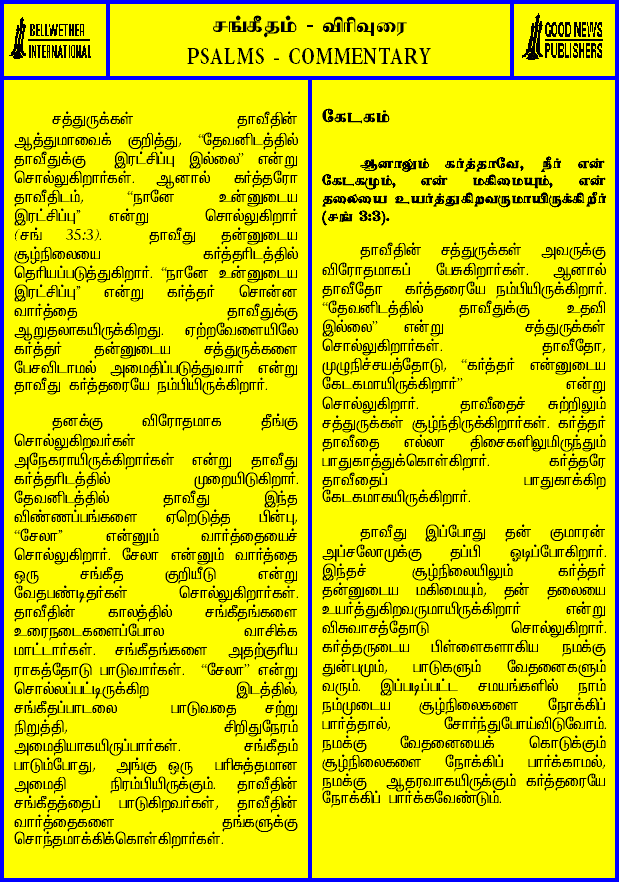 BELLWETHER
INTERNATIONAL
சங்கீதம் - விரிவுரை
PSALMS - COMMENTARY
GOOD NEWS
PUBLISHERS
சத்துருக்கள் தாவீதின்
ஆத்துமாவைக் குறித்து, “தேவனிடத்தில்
தாவீதுக்கு இரட்சிப்பு இல்லை” என்று
சொல்லுகிறார்கள். ஆனால் கர்த்தரோ
தாவீதிடம், “நானே உன்னுடைய
இரட்சிப்பு” என்று சொல்லுகிறார்
(சங் 35:3). தாவீது தன்னுடைய
சூழ்நிலையை கர்த்தரிடத்தில்
தெரியப்படுத்துகிறார். “நானே உன்னுடைய
இரட்சிப்பு” என்று கர்த்தர் சொன்ன
வார்த்தை தாவீதுக்கு
ஆறுதலாகயிருக்கிறது. ஏற்றவேளையிலே
கர்த்தர் தன்னுடைய சத்துருக்களை
பேசவிடாமல் அமைதிப்படுத்துவார் என்று
தாவீது கர்த்தரையே நம்பியிருக்கிறார்.
தனக்கு விரோதமாக தீங்கு
சொல்லுகிறவர்கள்
அநேகராயிருக்கிறார்கள் என்று தாவீது
கர்த்தரிடத்தில் முறையிடுகிறார்.
தேவனிடத்தில் தாவீது இந்த
விண்ணப்பங்களை ஏறெடுத்த பின்பு,
“சேலா” என்னும் வார்த்தையைச்
சொல்லுகிறார். சேலா என்னும் வார்த்தை
ஒரு சங்கீத குறியீடு என்று
வேதபண்டிதர்கள் சொல்லுகிறார்கள்.
தாவீதின் காலத்தில் சங்கீதங்களை
உரைநடைகளைப்போல வாசிக்க
மாட்டார்கள். சங்கீதங்களை அதற்குரிய
ராகத்தோடு பாடுவார்கள். “சேலா” என்று
சொல்லப்பட்டிருக்கிற இடத்தில்,
சங்கீதப்பாடலை பாடுவதை சற்று
நிறுத்தி, சிறிதுநேரம்
அமைதியாகயிருப்பார்கள். சங்கீதம்
பாடும்போது, அங்கு ஒரு பரிசுத்தமான
அமைதி நிரம்பியிருக்கும். தாவீதின்
சங்கீதத்தைப் பாடுகிறவர்கள், தாவீதின்
வார்த்தைகளை தங்களுக்கு
சொந்தமாக்கிக்கொள்கிறார்கள்.
கேடகம்
ஆனாலும் கர்த்தாவே, நீர் என்
கேடகமும், என் மகிமையும், என்
தலையை உயர்த்துகிறவருமாயிருக்கிறீர்
(சங் 3:3).
தாவீதின் சத்துருக்கள் அவருக்கு
விரோதமாகப் பேசுகிறார்கள். ஆனால்
தாவீதோ கர்த்தரையே நம்பியிருக்கிறார்.
“தேவனிடத்தில் தாவீதுக்கு உதவி
இல்லை” என்று சத்துருக்கள்
சொல்லுகிறார்கள். தாவீதோ,
முழுநிச்சயத்தோடு, “கர்த்தர் என்னுடைய
கேடகமாயிருக்கிறார்” என்று
சொல்லுகிறார். தாவீதைச் சுற்றிலும்
சத்துருக்கள் சூழ்ந்திருக்கிறார்கள். கர்த்தர்
தாவீதை எல்லா திசைகளிலுமிருந்தும்
பாதுகாத்துக்கொள்கிறார். கர்த்தரே
தாவீதைப் பாதுகாக்கிற
கேடகமாகயிருக்கிறார்.
தாவீது இப்போது தன் குமாரன்
அப்சலோமுக்கு தப்பி ஓடிப்போகிறார்.
இந்தச் சூழ்நிலையிலும் கர்த்தர்
தன்னுடைய மகிமையும், தன் தலையை
உயர்த்துகிறவருமாயிருக்கிறார் என்று
விசுவாசத்தோடு சொல்லுகிறார்.
கர்த்தருடைய பிள்ளைகளாகிய நமக்கு
துன்பமும், பாடுகளும் வேதனைகளும்
வரும். இப்படிப்பட்ட சமயங்களில் நாம்
நம்முடைய சூழ்நிலைகளை நோக்கிப்
பார்த்தால், சோர்ந்துபோய்விடுவோம்.
நமக்கு வேதனையைக் கொடுக்கும்
சூழ்நிலைகளை நோக்கிப் பார்க்காமல்,
நமக்கு ஆதரவாகயிருக்கும் கர்த்தரையே
நோக்கிப் பார்க்கவேண்டும்.